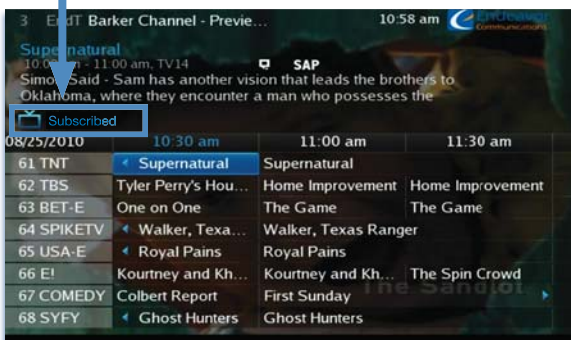 3 EndT Barker Channel - Previe... 10:58 am Endeavor
Communications
Supernatural
10:00 am - 11:00 am, TV14 SAP
Simon Said - Sam has another vision that leads the brothers to
Oklahoma, where they encounter a man who possesses the
Subscribed
08/25/2010 10:30 am 11:00 am 11:30 am
61 TNT Supernatural Supernatural
62 TBS Tyler Perry's Hou... Home Improvement Home Improvement
63 BET-E One on One The Game The Game
64 SPIKETV Walker, Texa... Walker, Texas Ranger
65 USA-E Royal Pains Royal Pains
66 E! Kourtney and Kh... Kourtney and Kh... The Spin Crowd
67 COMEDY Colbert Report First Sunday
The Sandlot
68 SYFY Ghost Hunters Ghost Hunters